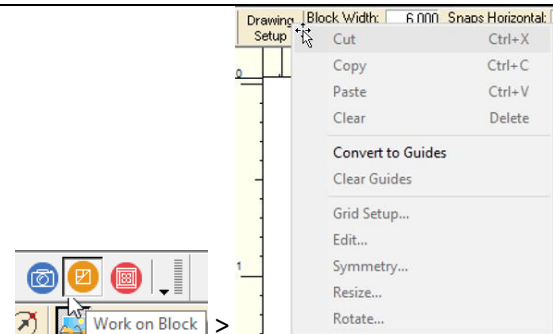 Drawing Setup
Block Width: 6.000 Snaps Horizontal:
Cut Ctrl+X
Copy Ctrl+C
Paste Ctrl+V
Clear Delete
Convert to Guides
Clear Guides
Grid Setup...
Edit...
Symmetry...
Resize...
Rotate...
0
1
Work on Block >